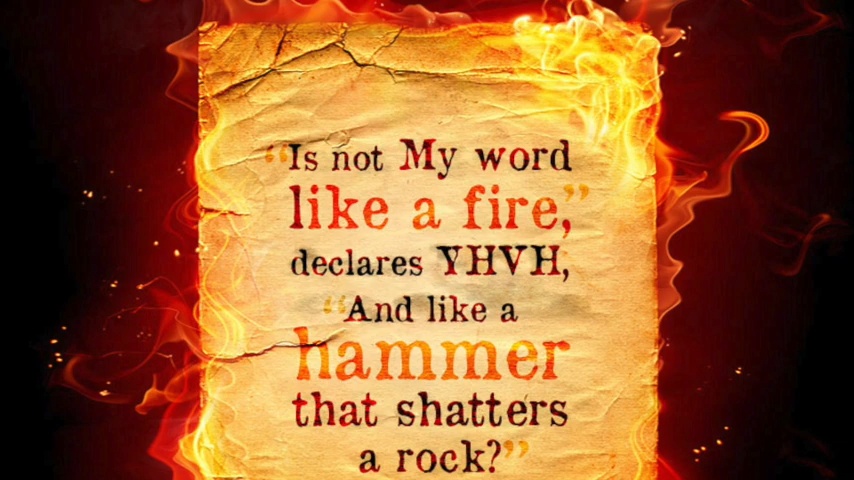 “Is not My word
like a fire,”
declares YHVH,
“And like a
hammer
that shatters
a rock?”